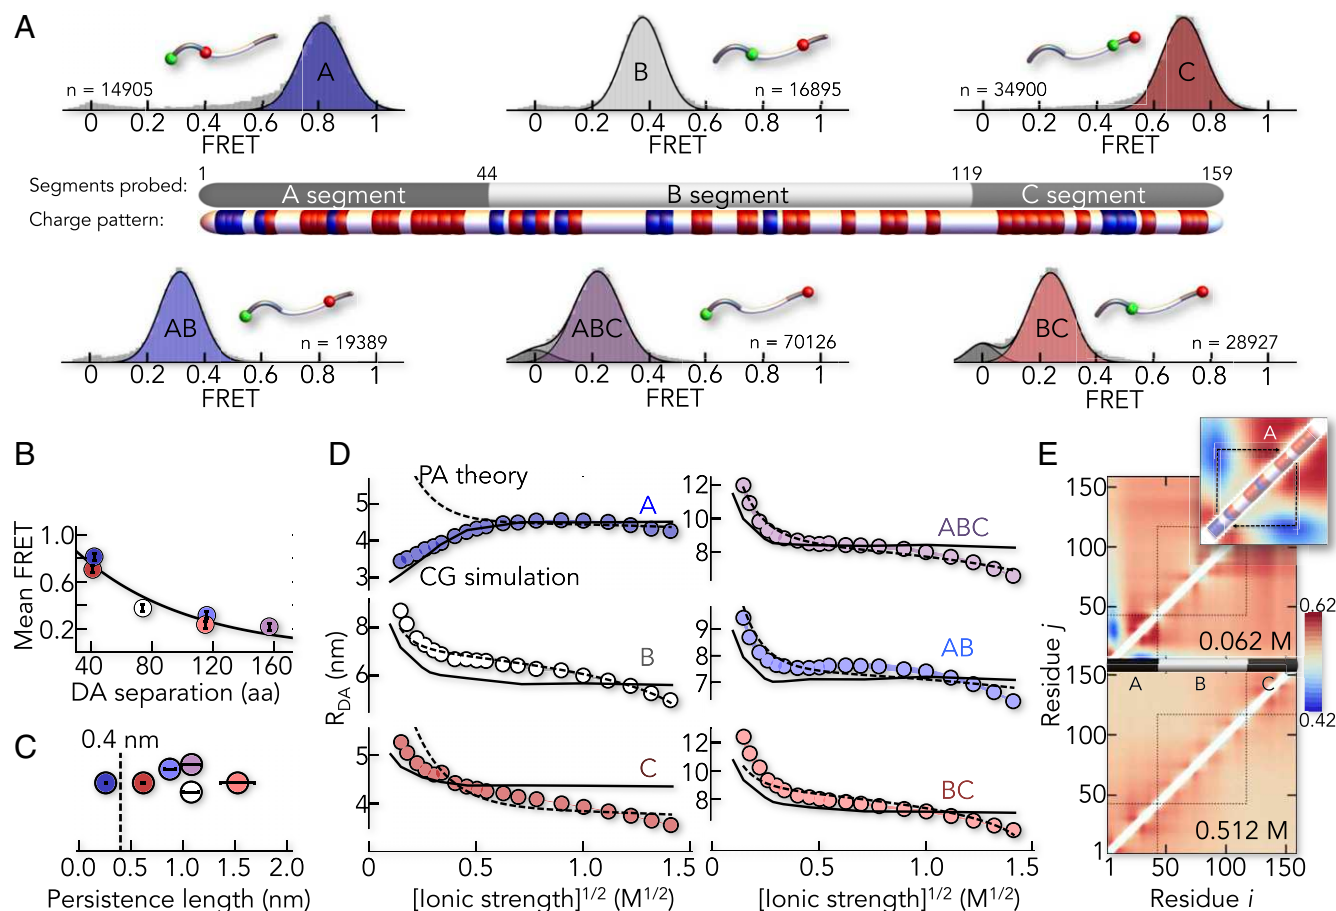 A
n = 14905
A
0 0.2 0.4 0.6 0.8 1
FRET
B
n = 16895
0 0.2 0.4 0.6 0.8 1
FRET
n = 34900
C
0 0.2 0.4 0.6 0.8 1
FRET
1 44 119 159
Segments probed:
A segment B segment C segment
Charge pattern:
AB
n = 19389
0 0.2 0.4 0.6 0.8 1
FRET
ABC
n = 70126
0 0.2 0.4 0.6 0.8 1
FRET
BC
n = 28927
0 0.2 0.4 0.6 0.8 1
FRET
B
Mean FRET
1.0
0.6
0.2
40 80 120 160
DA separation (aa)
C
0.4 nm
0.0 1.0 2.0
Persistence length (nm)
D
PA theory
CG simulation
A
5
4
3
B
8
6
R_DA (nm)
C
5
4
0 0.5 1.0 1.5
[Ionic strength]^1/2 (M^1/2)
ABC
12
10
8
AB
9
8
7
BC
12
10
8
0 0.5 1.0 1.5
[Ionic strength]^1/2 (M^1/2)
E
A
150
100
50
0.062 M
0.62
0.42
A B C
Residue j
150
100
50
1
0.512 M
1 50 100 150
Residue i